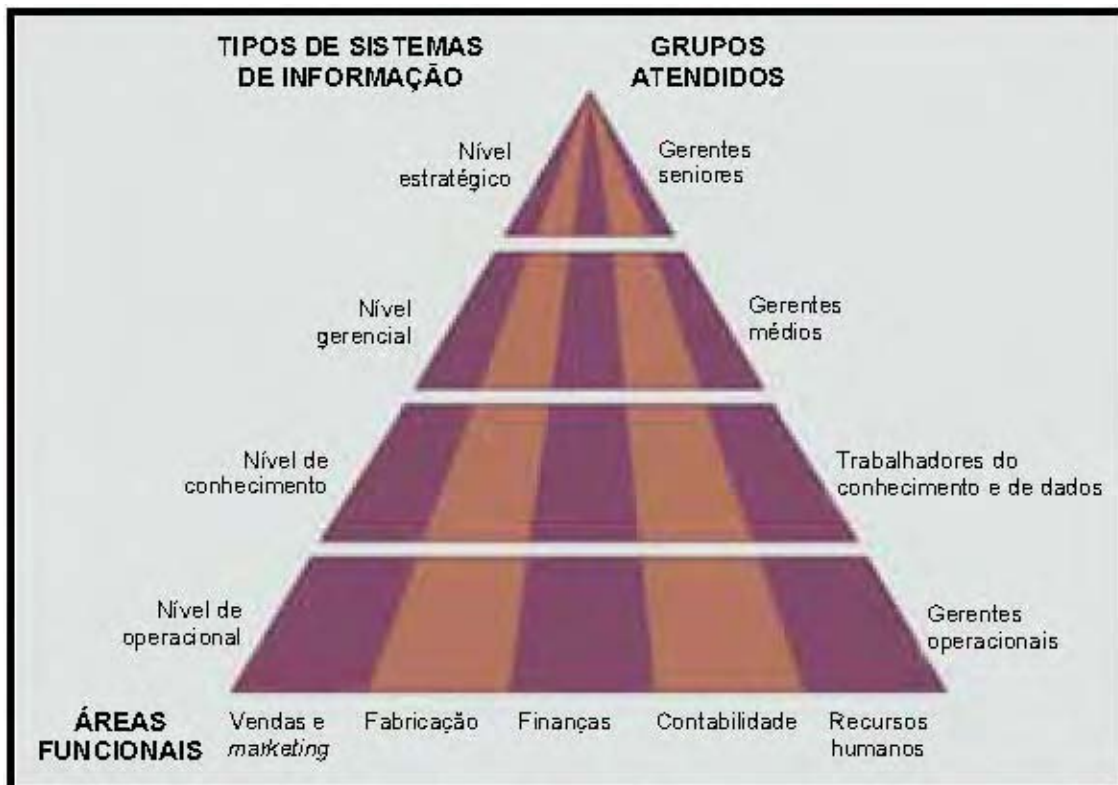 TIPOS DE SISTEMAS
DE INFORMAÇÃO
GRUPOS
ATENDIDOS
Nível
estratégico
Gerentes
seniores
Nível
gerencial
Gerentes
médios
Nível de
conhecimento
Trabalhadores do
conhecimento e de dados
Nível de
operacional
Gerentes
operacionais
ÁREAS
FUNCIONAIS
Vendas e
marketing
Fabricação
Finanças
Contabilidade
Recursos
humanos